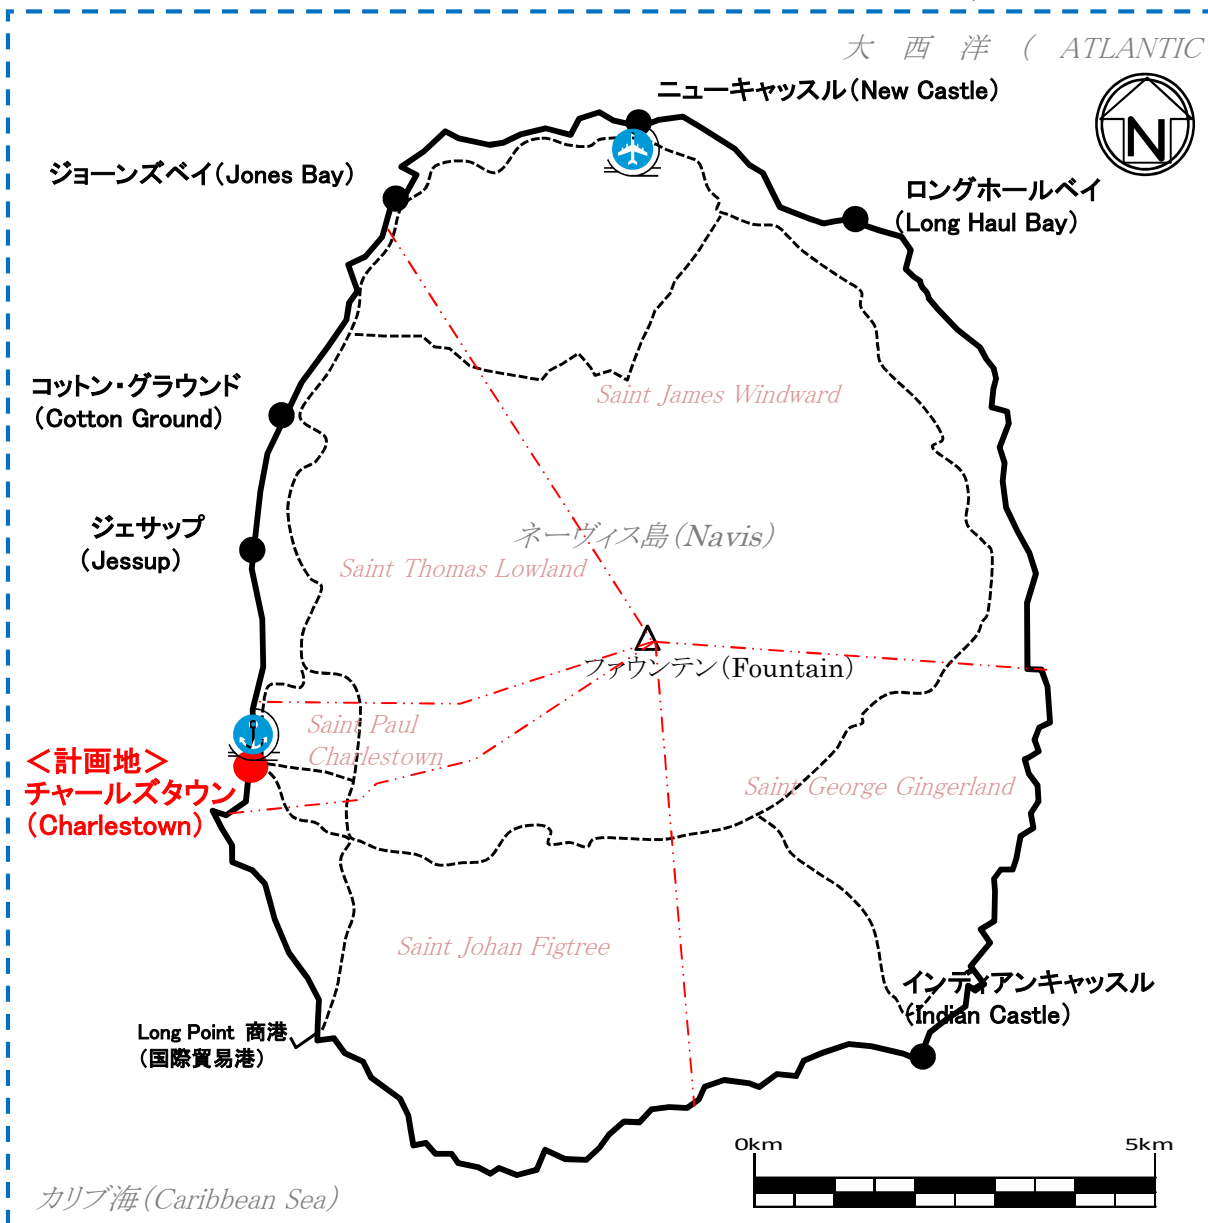 大 西 洋 ( ATLANTIC
ニューキャッスル(New Castle)
N
ジョーンズベイ(Jones Bay)
ロングホールベイ
(Long Haul Bay)
コットン・グラウンド
(Cotton Ground)
Saint James Windward
ジェサップ
(Jessup)
ネーヴィス島(Navis)
Saint Thomas Lowland
ファウンテン(Fountain)
Saint Paul
Charlestown
<計画地>
チャールズタウン
(Charlestown)
Saint George Gingerland
Saint Johan Figtree
インディアンキャッスル
(Indian Castle)
Long Point 商港
(国際貿易港)
0km 5km
カリブ海(Caribbean Sea)